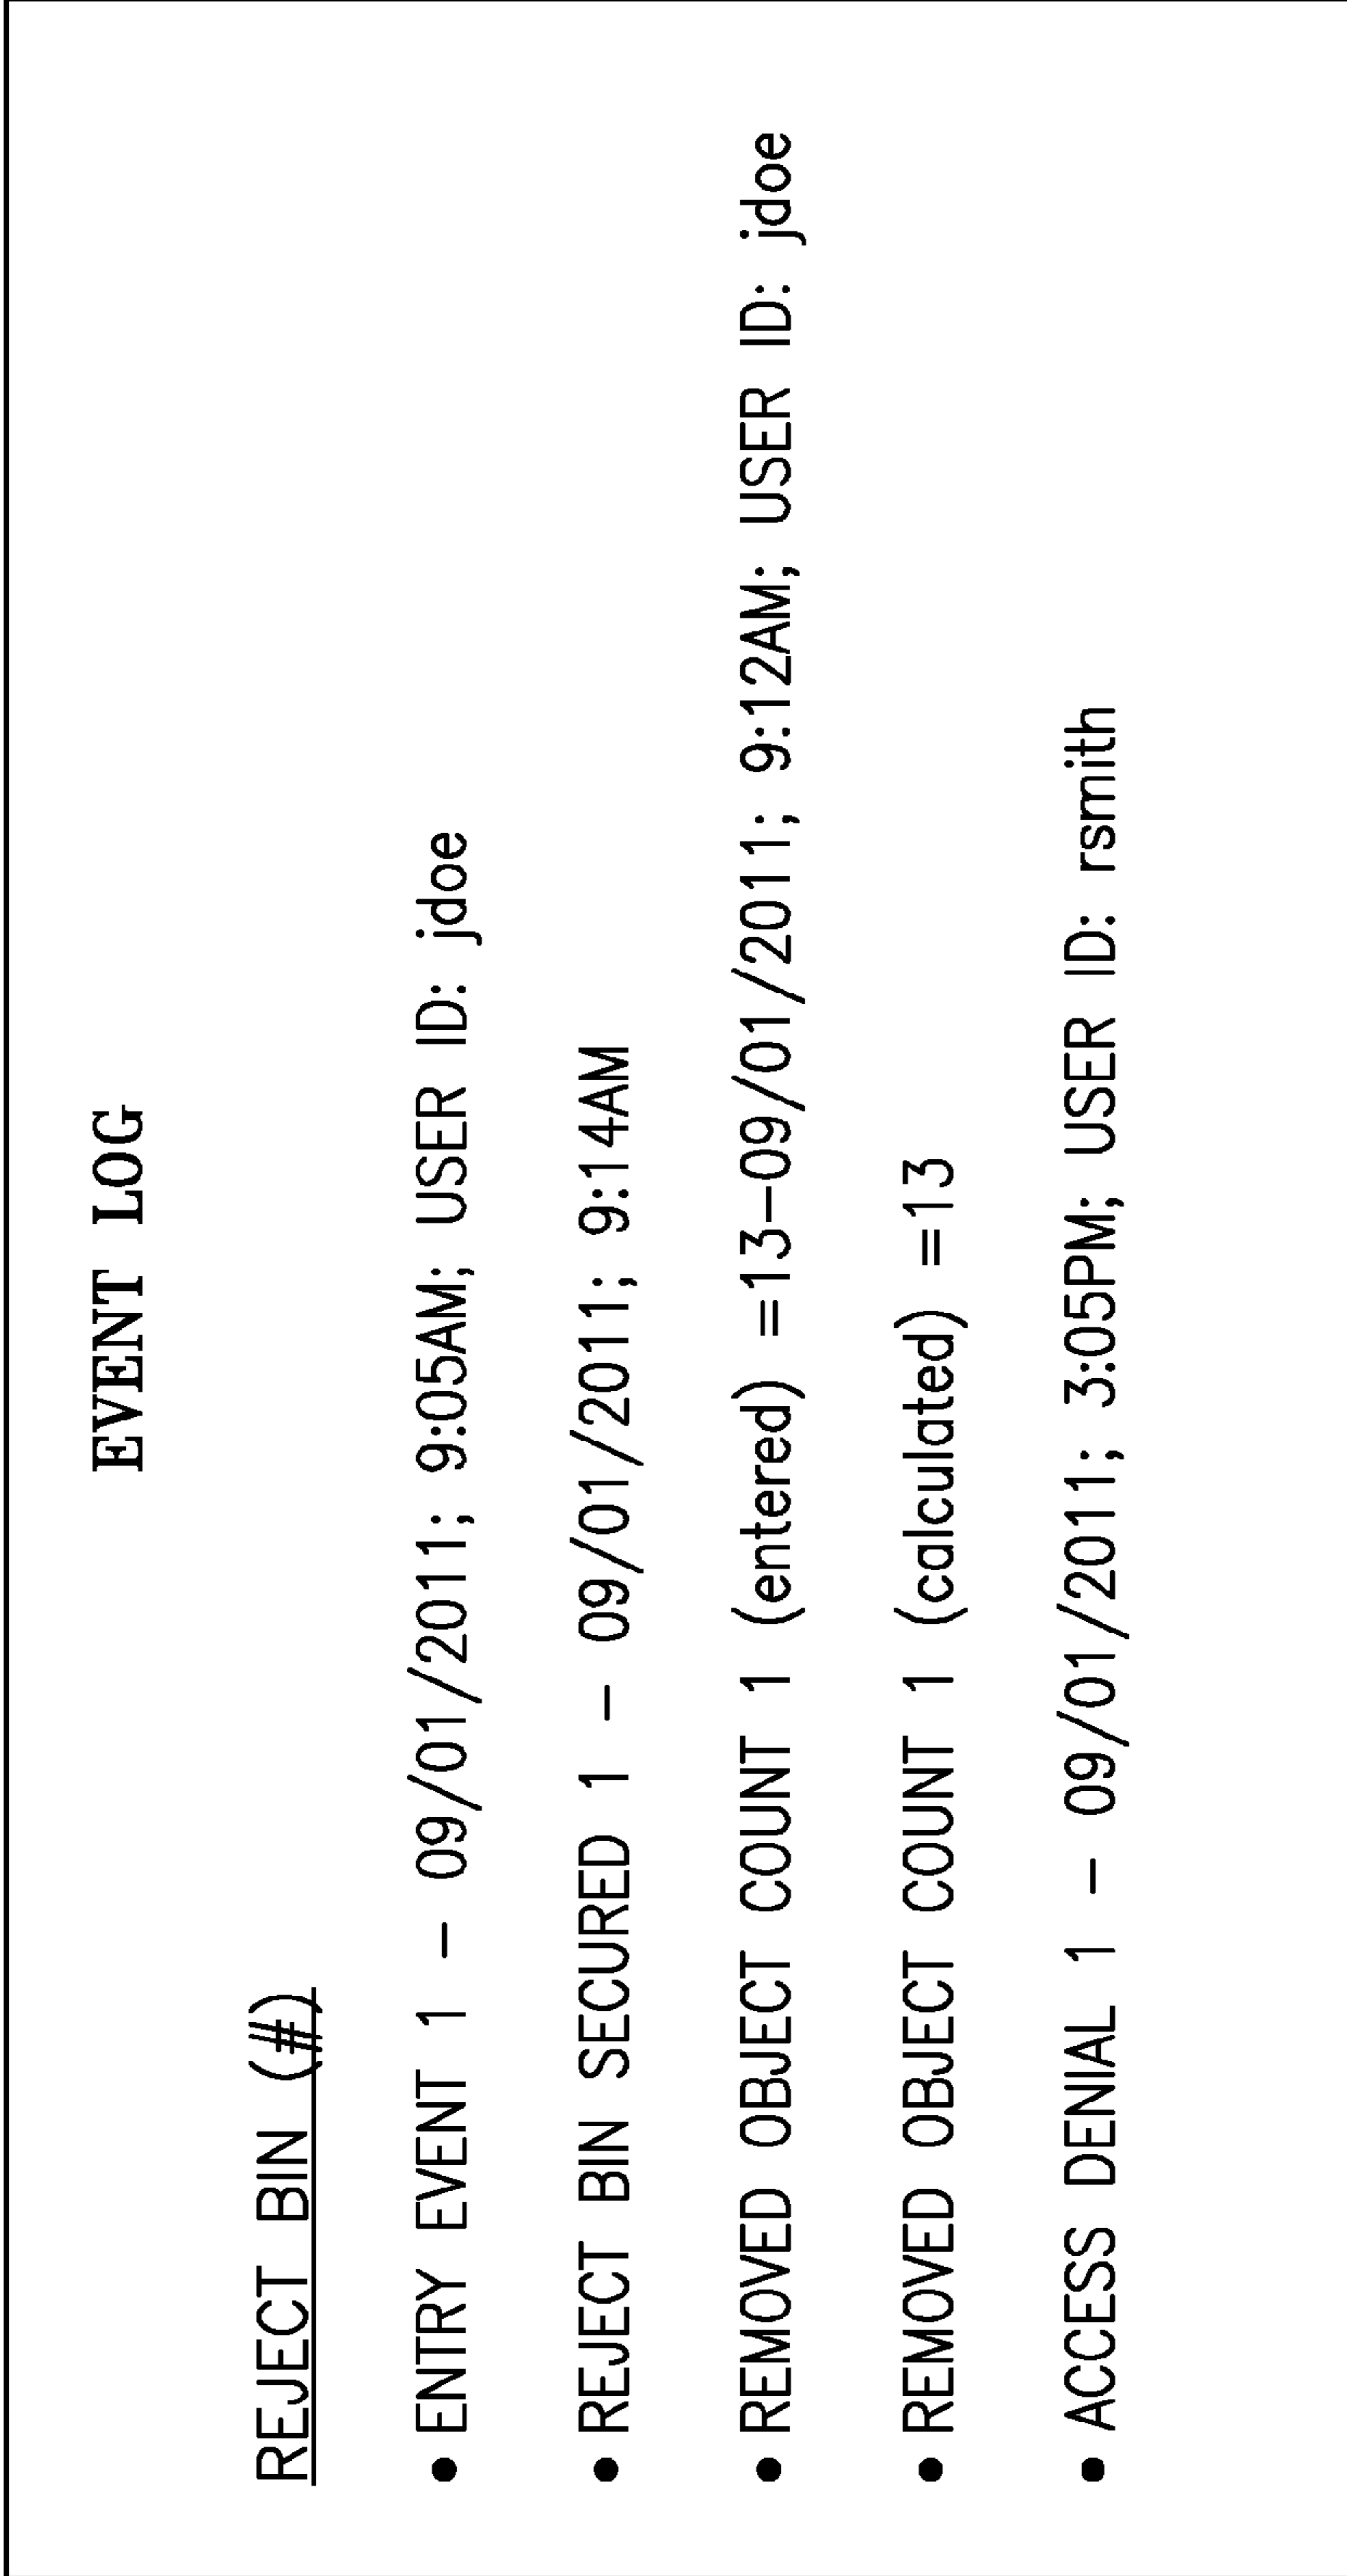 EVENT LOG
REJECT BIN (#)
• ENTRY EVENT 1 – 09/01/2011; 9:05AM; USER ID: jdoe
• REJECT BIN SECURED 1 – 09/01/2011; 9:14AM
• REMOVED OBJECT COUNT 1 (entered) =13–09/01/2011; 9:12AM; USER ID: jdoe
• REMOVED OBJECT COUNT 1 (calculated) =13
• ACCESS DENIAL 1 – 09/01/2011; 3:05PM; USER ID: rsmith